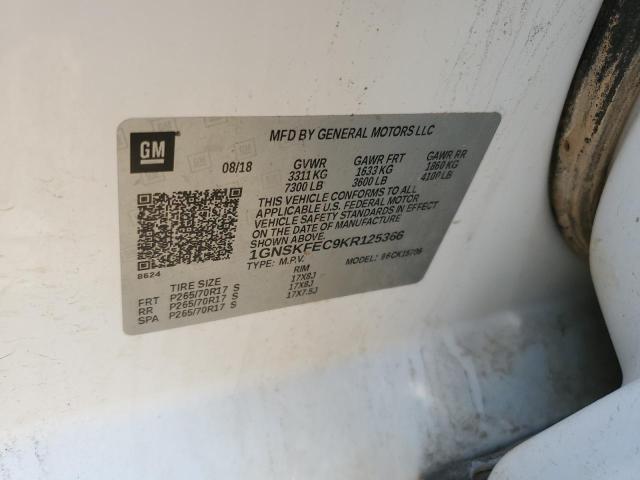 GM
MFD BY GENERAL MOTORS LLC
08/18 GVWR GAWR FRT GAWR RR
3311 KG 1633 KG 1860 KG
7300 LB 3600 LB 4100 LB
THIS VEHICLE CONFORMS TO ALL
APPLICABLE U.S. FEDERAL MOTOR
VEHICLE SAFETY STANDARDS IN EFFECT
ON THE DATE OF MANUFACTURE
SHOWN ABOVE.
1GNSKFEC9KR125366
TYPE: M.P.V. MODEL:
8624
TIRE SIZE RIM
FRT P265/70R17 S 17X8J
RR P265/70R17 S 17X8J
SPA P265/70R17 S 17X7.5J